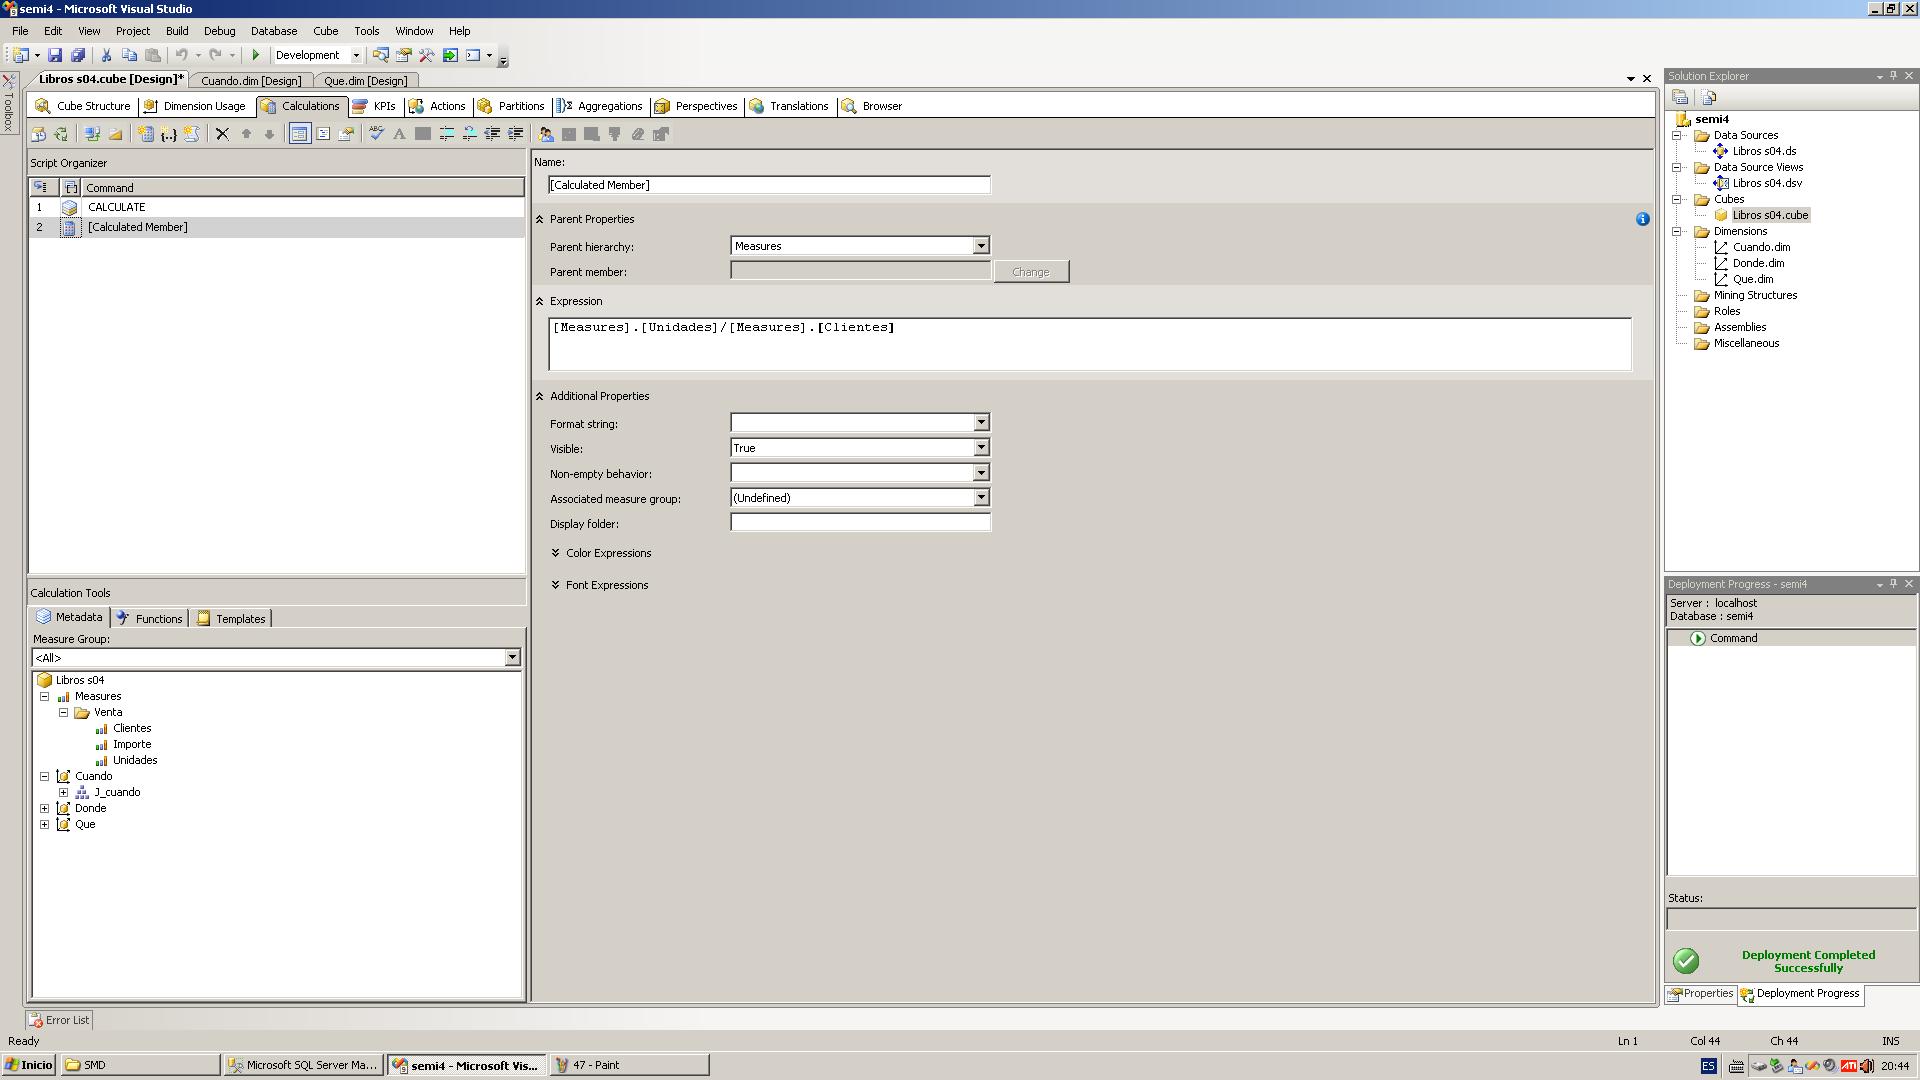 semi4 - Microsoft Visual Studio
File Edit View Project Build Debug Database Cube Tools Window Help
Development
Toolbox
Libros s04.cube [Design]* Cuando.dim [Design] Que.dim [Design]
Cube Structure Dimension Usage Calculations KPIs Actions Partitions Aggregations Perspectives Translations Browser
Script Organizer
Command
1 CALCULATE
2 [Calculated Member]
Calculation Tools
Metadata Functions Templates
Measure Group:
<All>
Libros s04
Measures
Venta
Clientes
Importe
Unidades
Cuando
J_cuando
Donde
Que
Name:
[Calculated Member]
Parent Properties
Parent hierarchy: Measures
Parent member: Change
Expression
[Measures].[Unidades]/[Measures].[Clientes]
Additional Properties
Format string:
Visible: True
Non-empty behavior:
Associated measure group: (Undefined)
Display folder:
Color Expressions
Font Expressions
Solution Explorer
semi4
Data Sources
Libros s04.ds
Data Source Views
Libros s04.dsv
Cubes
Libros s04.cube
Dimensions
Cuando.dim
Donde.dim
Que.dim
Mining Structures
Roles
Assemblies
Miscellaneous
Deployment Progress - semi4
Server : localhost
Database : semi4
Command
Status:
Deployment Completed
Successfully
Properties Deployment Progress
Error List
Ready Ln 1 Col 44 Ch 44 INS
Inicio SMD Microsoft SQL Server Ma... semi4 - Microsoft Vis... 47 - Paint ES ATI 20:44